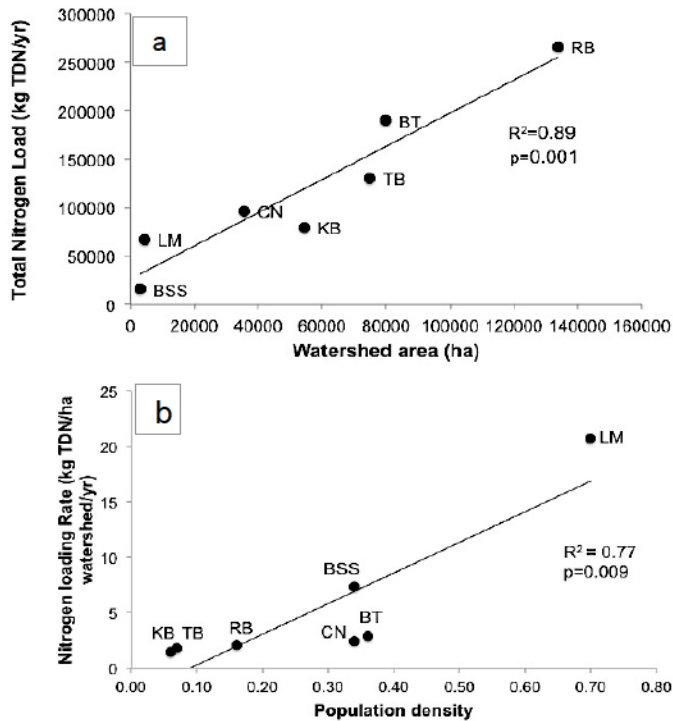 a
Total Nitrogen Load (kg TDN/yr)
300000
250000
200000
150000
100000
50000
0
RB
BT
R²=0.89
p=0.001
TB
CN
KB
LM
BSS
0 20000 40000 60000 80000 100000 120000 140000 160000
Watershed area (ha)
b
Nitrogen loading Rate (kg TDN/ha
watershed/yr)
25
20
15
10
5
0
LM
R² = 0.77
p=0.009
BSS
BT
CN
RB
KB TB
0.00 0.10 0.20 0.30 0.40 0.50 0.60 0.70 0.80
Population density